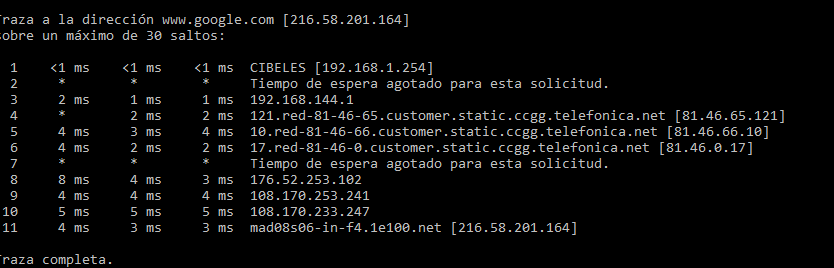 Traza a la dirección www.google.com [216.58.201.164]
sobre un máximo de 30 saltos:
1 <1 ms <1 ms <1 ms CIBELES [192.168.1.254]
2 * * * Tiempo de espera agotado para esta solicitud.
3 2 ms 1 ms 1 ms 192.168.144.1
4 * 2 ms 2 ms 121.red-81-46-65.customer.static.ccgg.telefonica.net [81.46.65.121]
5 4 ms 3 ms 4 ms 10.red-81-46-66.customer.static.ccgg.telefonica.net [81.46.66.10]
6 4 ms 2 ms 2 ms 17.red-81-46-0.customer.static.ccgg.telefonica.net [81.46.0.17]
7 * * * Tiempo de espera agotado para esta solicitud.
8 8 ms 4 ms 3 ms 176.52.253.102
9 4 ms 4 ms 4 ms 108.170.253.241
10 5 ms 5 ms 5 ms 108.170.233.247
11 4 ms 3 ms 3 ms mad08s06-in-f4.1e100.net [216.58.201.164]
Traza completa.